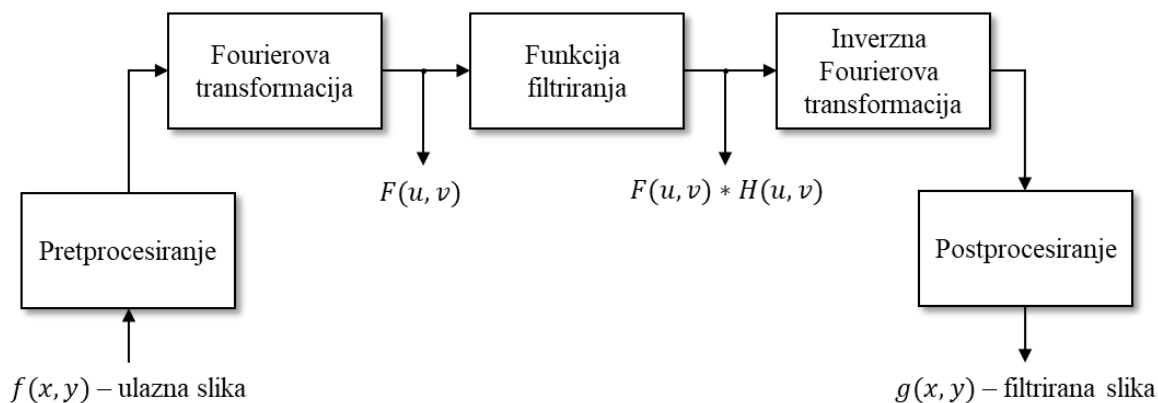 Fourierova
transformacija
Funkcija
filtriranja
Inverzna
Fourierova
transformacija
F(u, v)
F(u, v) ∗ H(u, v)
Pretprocesiranje
Postprocesiranje
f(x, y) – ulazna slika
g(x, y) – filtrirana slika